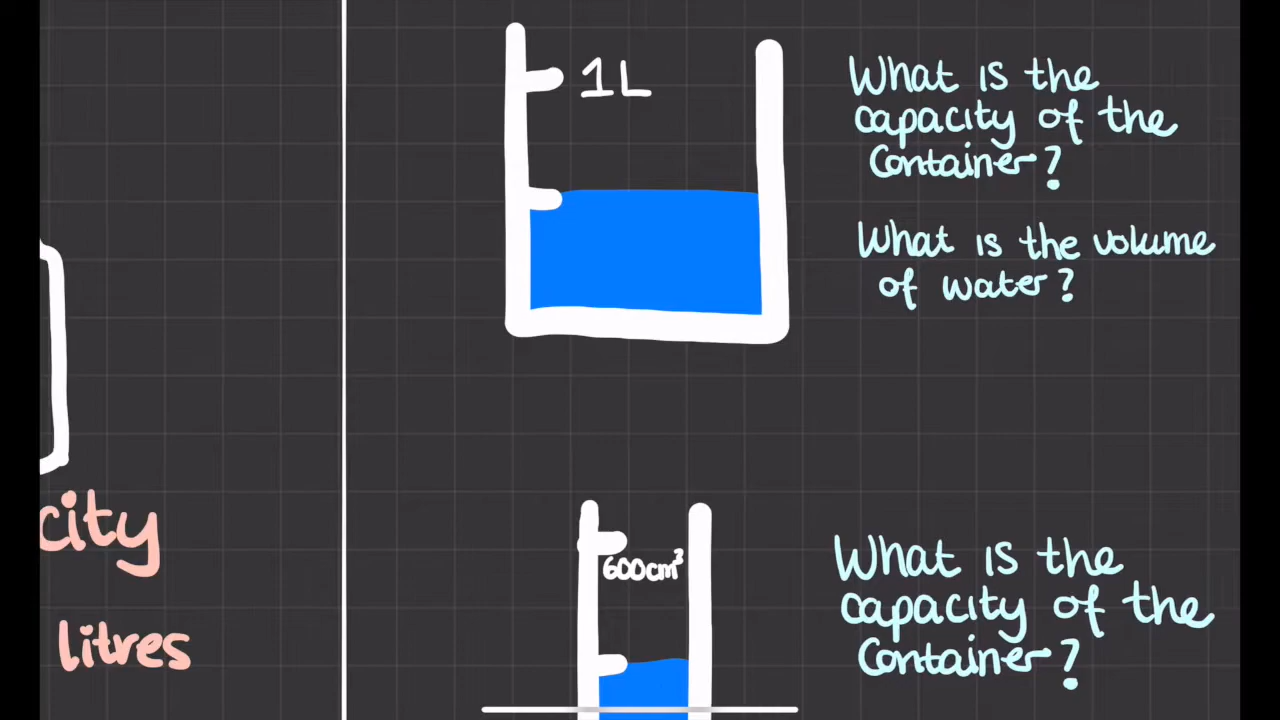 1L
What is the
capacity of the
Container?
What is the volume
of water?
city
litres
600cm³
What is the
capacity of the
Container?